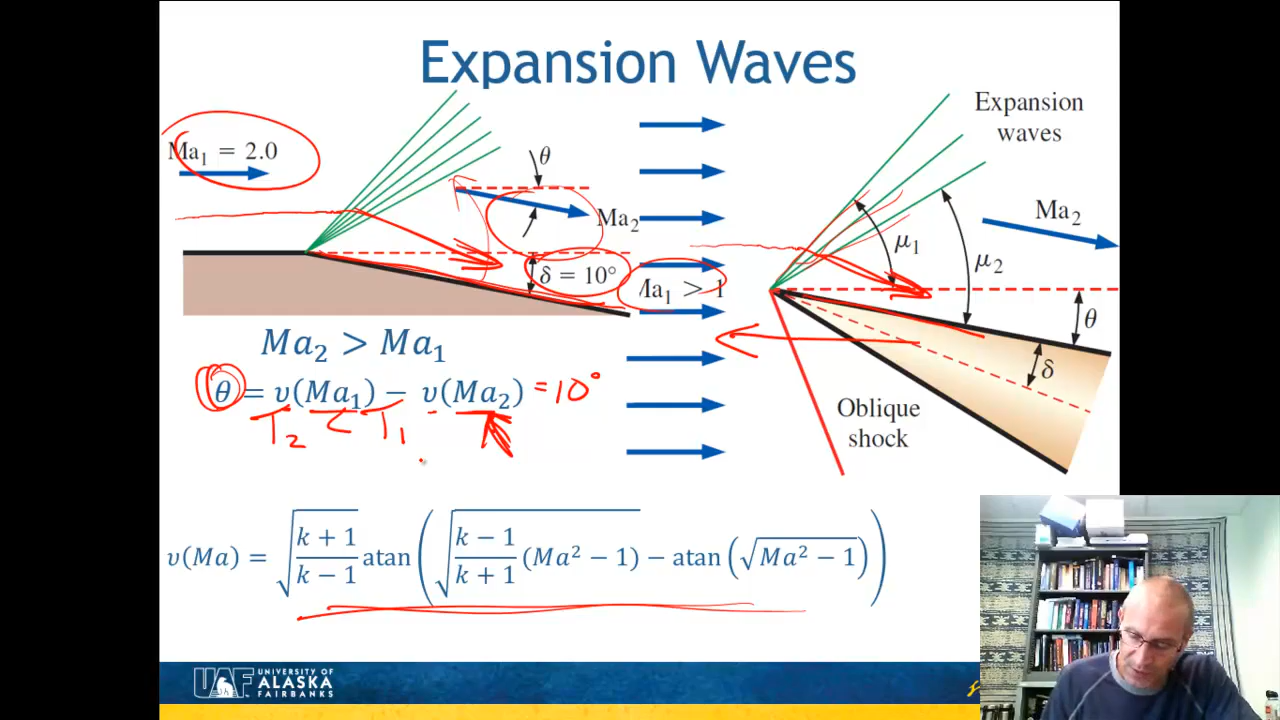 Expansion Waves
Ma₁ = 2.0
θ
Ma₂
δ = 10°
Ma₁ > 1
Expansion
waves
Ma₂
μ₁
μ₂
θ
δ
Oblique
shock
Ma₂ > Ma₁
θ = υ(Ma₁) − υ(Ma₂) = 10°
T₂ < T₁
υ(Ma) = √((k + 1)/(k − 1)) atan (√((k − 1)/(k + 1) (Ma² − 1)) − atan (√(Ma² − 1)))
UAF UNIVERSITY OF
ALASKA
FAIRBANKS